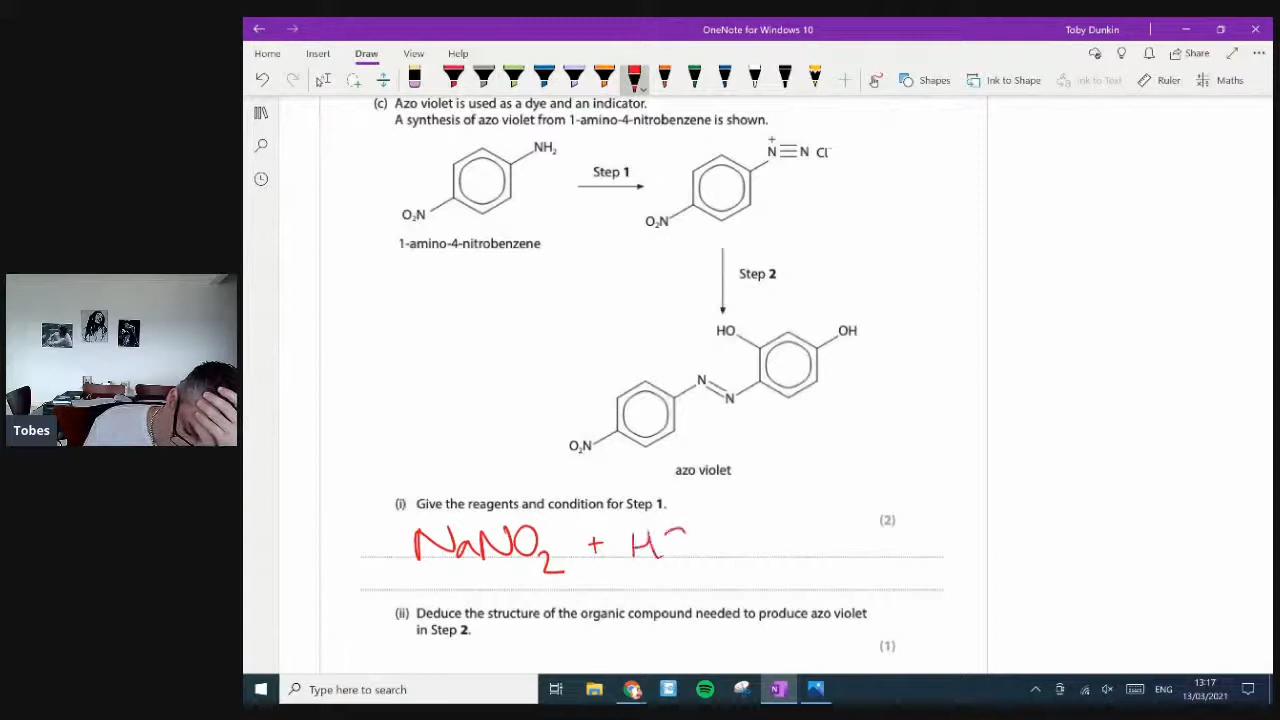 OneNote for Windows 10
Toby Dunkin
Home Insert Draw View Help
Share
Shapes Ink to Shape Ink to Text Ruler Maths
(c) Azo violet is used as a dye and an indicator.
A synthesis of azo violet from 1-amino-4-nitrobenzene is shown.
NH₂
Step 1
N≡N Cl⁻
+
O₂N
O₂N
1-amino-4-nitrobenzene
Step 2
HO
OH
N
N
O₂N
azo violet
(i) Give the reagents and condition for Step 1.
(2)
NaNO₂ + H
(ii) Deduce the structure of the organic compound needed to produce azo violet
in Step 2.
(1)
Tobes
Type here to search
ENG
13:17
13/03/2021